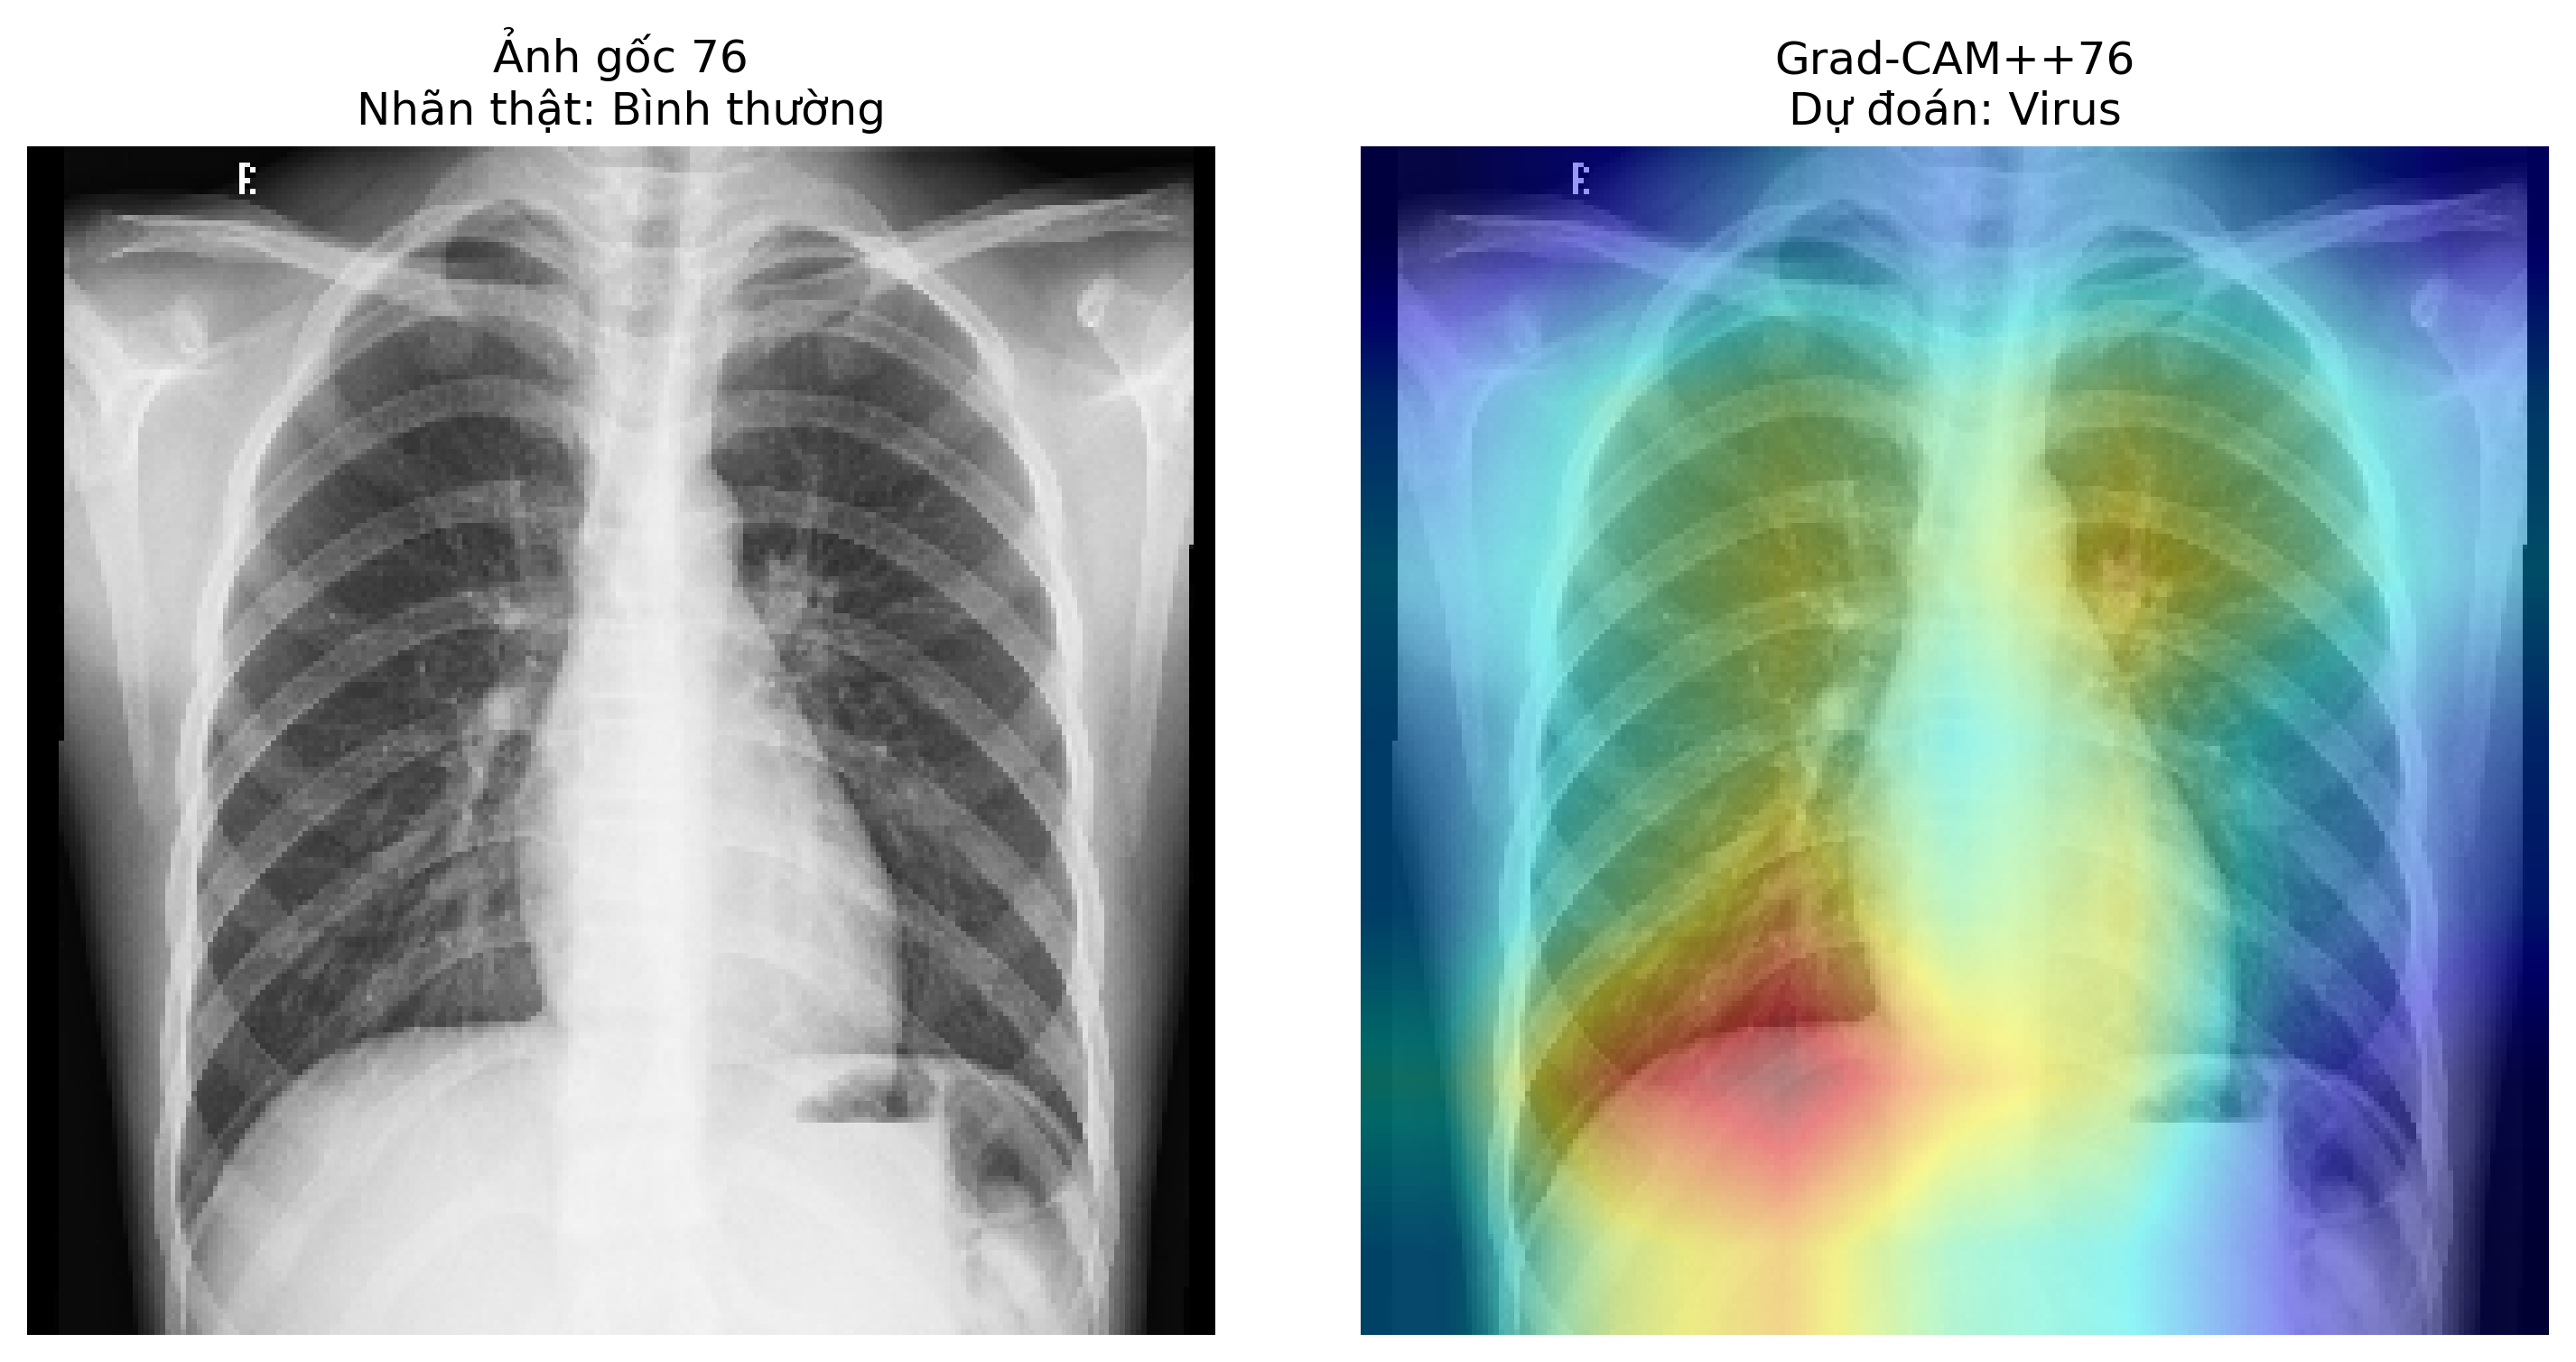 Ảnh gốc 76
Nhãn thật: Bình thường
Grad-CAM++76
Dự đoán: Virus
R
R